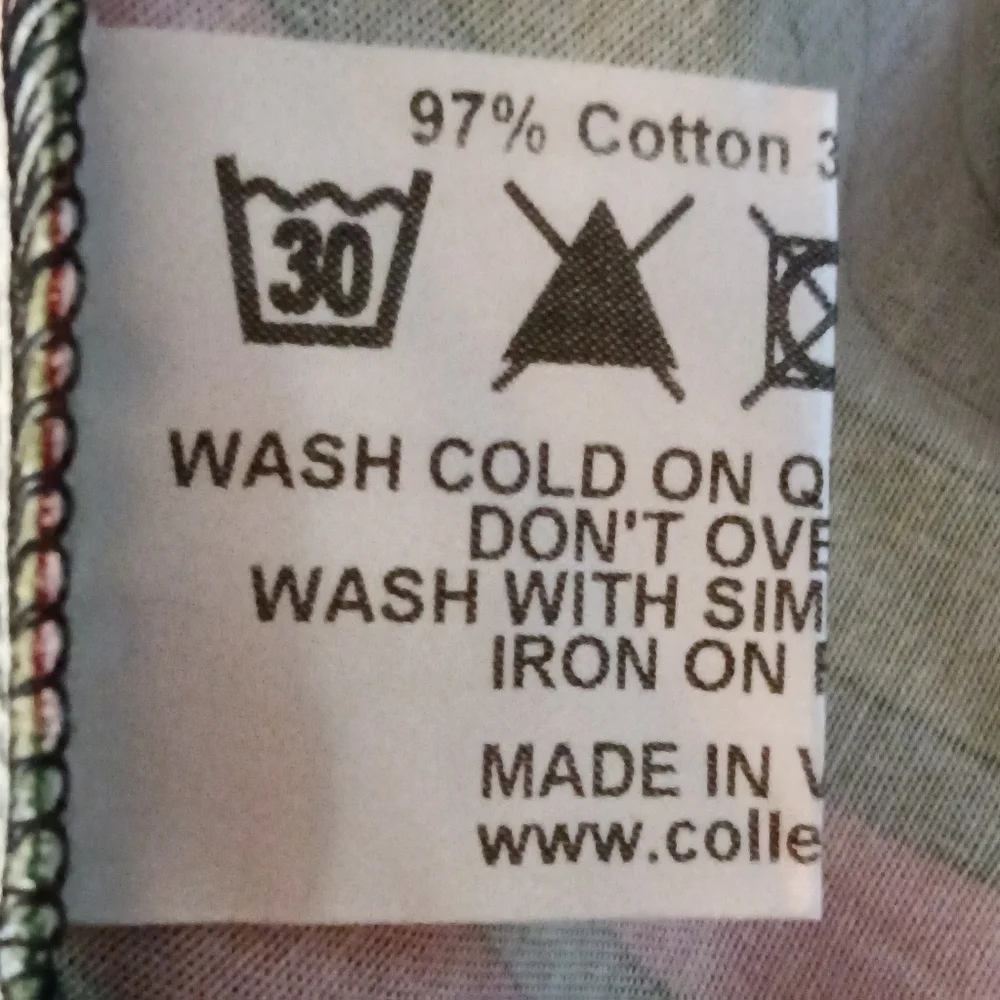 97% Cotton 3
30
WASH COLD ON Q
DON'T OVE
WASH WITH SIM
IRON ON
MADE IN V
www.colle